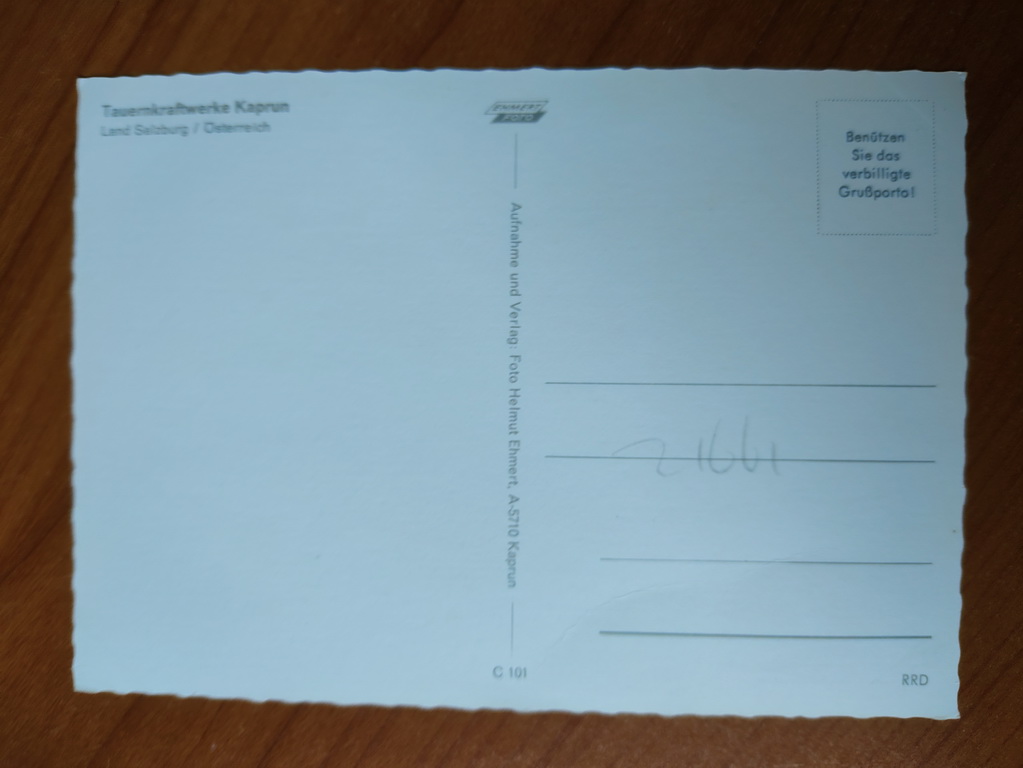 Tauernkraftwerke Kaprun
Land Salzburg / Österreich
EHMERT
FOTO
Aufnahme und Verlag: Foto Helmut Ehmert, A-5710 Kaprun
C 101
Benützen
Sie das
verbilligte
Grußporto!
21661
RRD